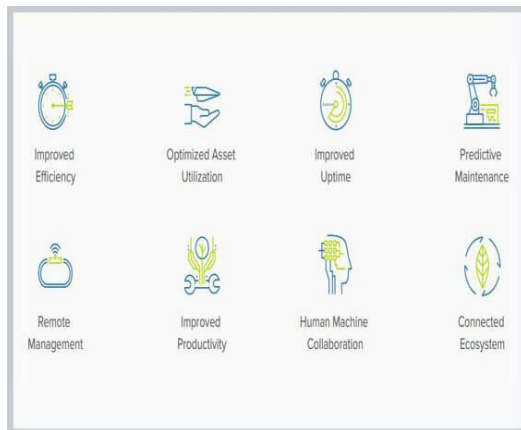 Improved
Efficiency
Optimized Asset
Utilization
Improved
Uptime
Predictive
Maintenance
Remote
Management
Improved
Productivity
Human Machine
Collaboration
Connected
Ecosystem